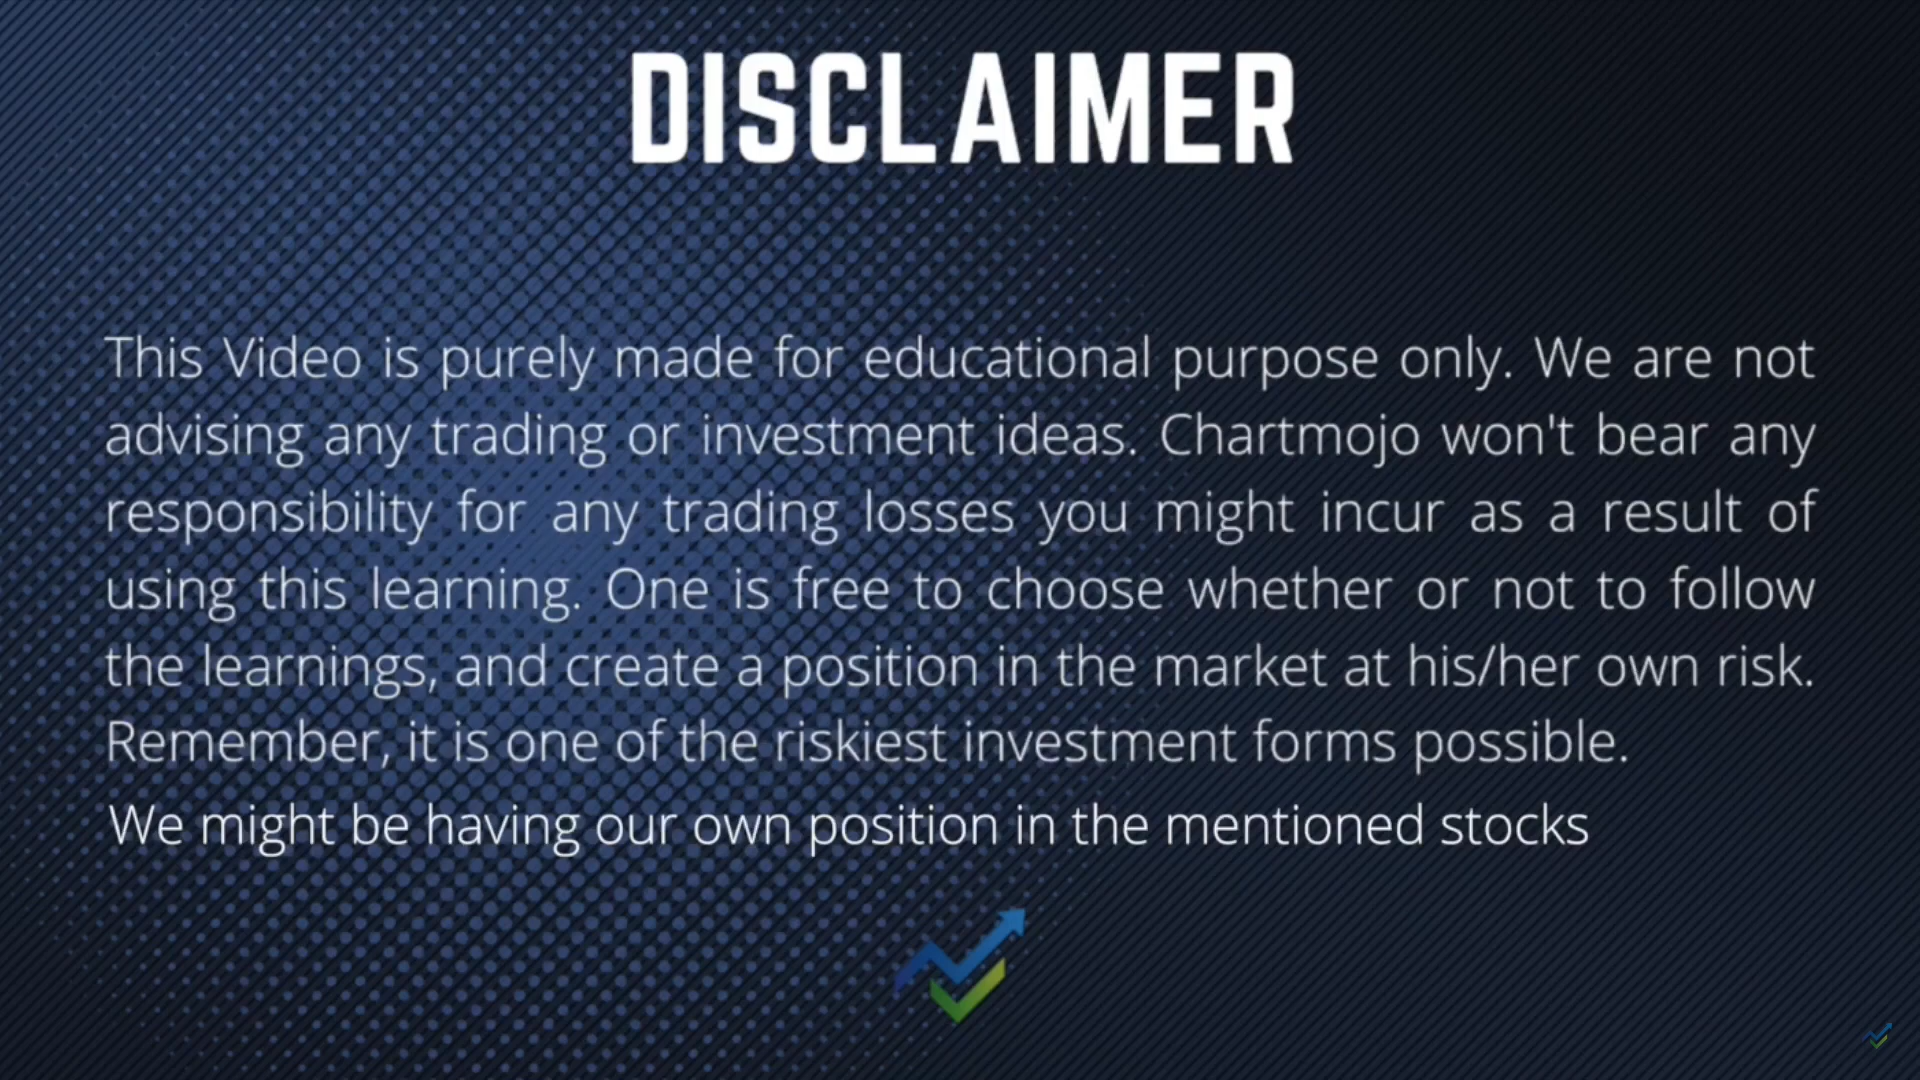 DISCLAIMER
This Video is purely made for educational purpose only. We are not
advising any trading or investment ideas. Chartmojo won't bear any
responsibility for any trading losses you might incur as a result of
using this learning. One is free to choose whether or not to follow
the learnings, and create a position in the market at his/her own risk.
Remember, it is one of the riskiest investment forms possible.
We might be having our own position in the mentioned stocks